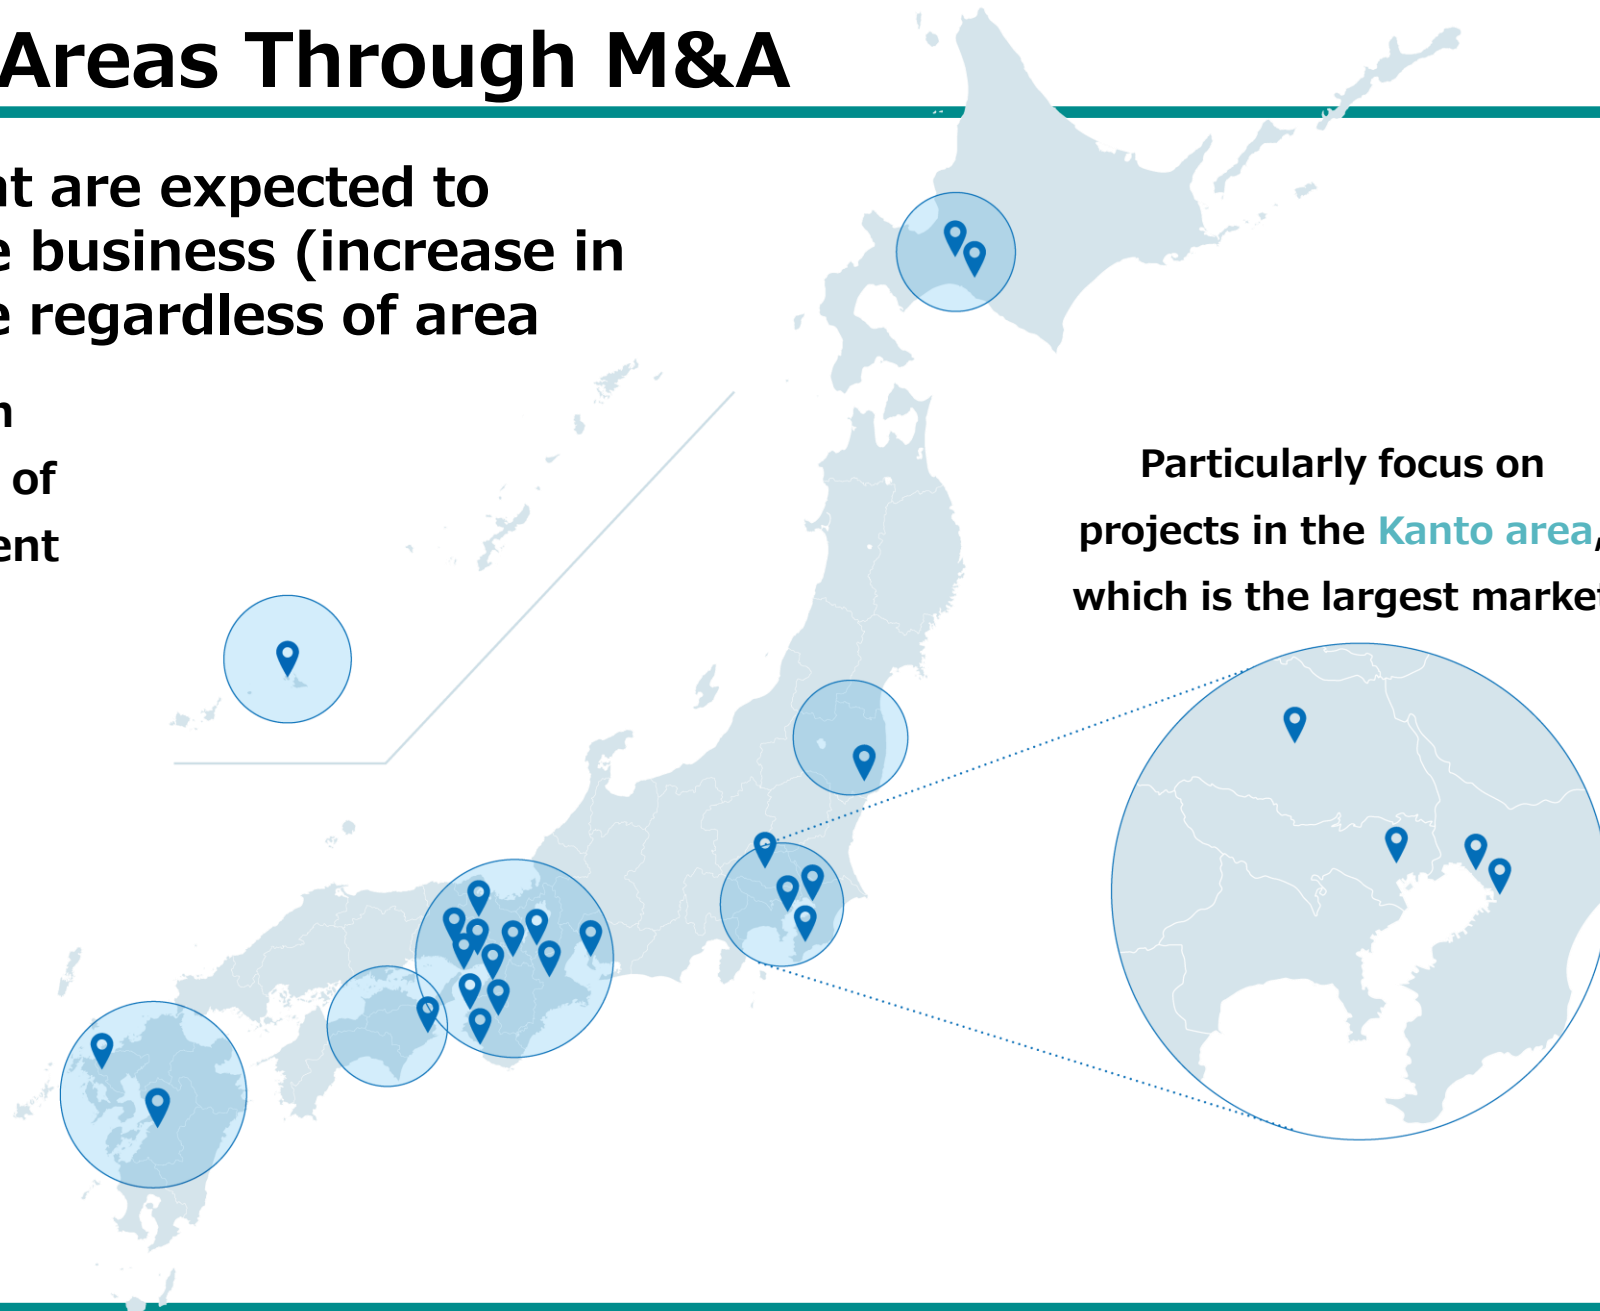 Areas Through M&A
at are expected to
e business (increase in
e regardless of area
n
of
ent
Particularly focus on
projects in the Kanto area,
which is the largest market